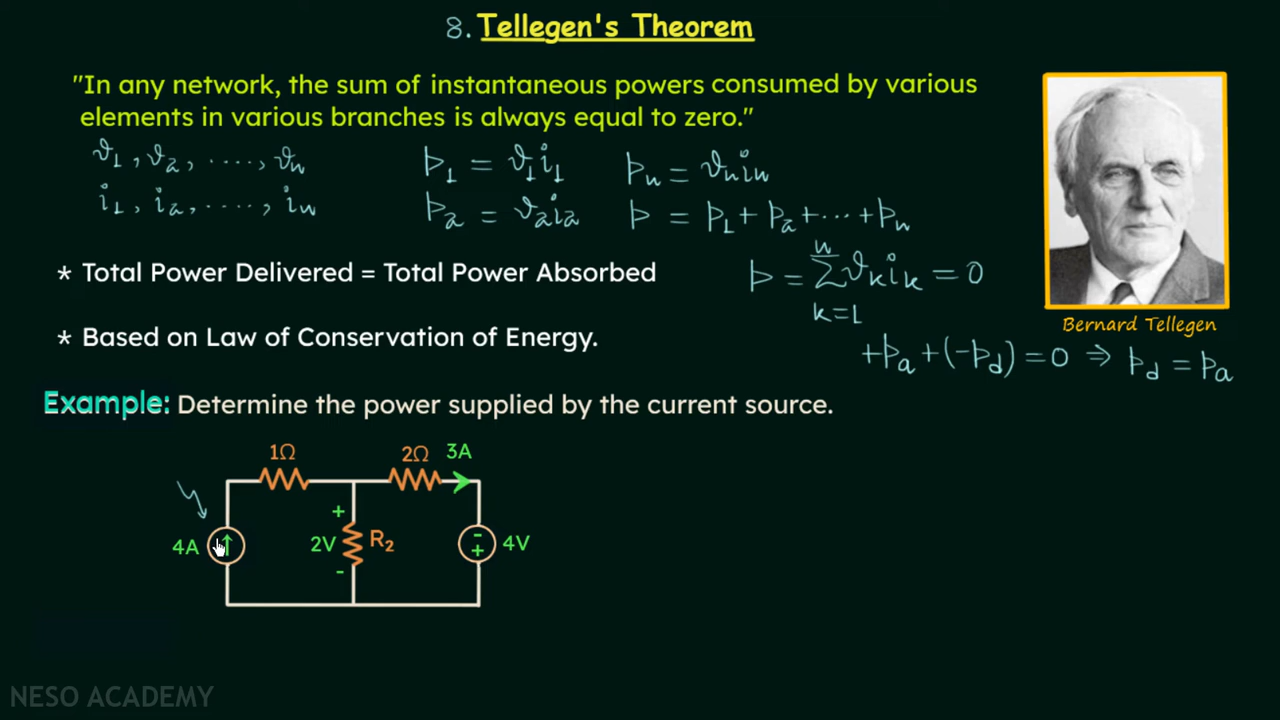 8. Tellegen's Theorem
"In any network, the sum of instantaneous powers consumed by various
elements in various branches is always equal to zero."
v₁, v₂, ...., vₙ
i₁, i₂, ...., iₙ
p₁ = v₁i₁
p₂ = v₂i₂
pₙ = vₙiₙ
p = p₁ + p₂ + ... + pₙ
* Total Power Delivered = Total Power Absorbed
p = ∑ₖ₌₁ⁿ vₖiₖ = 0
* Based on Law of Conservation of Energy.
Bernard Tellegen
+pₐ + (-p_d) = 0 ⇒ p_d = pₐ
Example: Determine the power supplied by the current source.
1Ω 2Ω 3A
+
4A 2V R₂ - + 4V
-
NESO ACADEMY